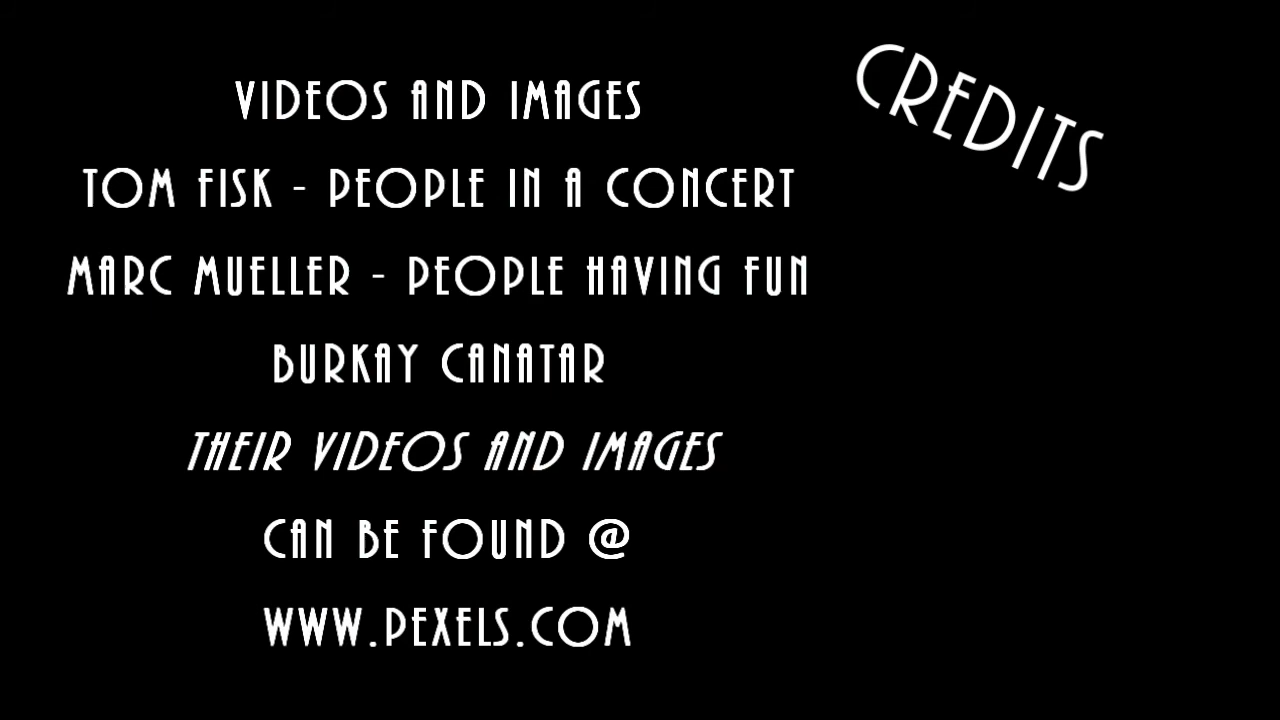 CREDITS
VIDEOS AND IMAGES
TOM FISK - PEOPLE IN A CONCERT
MARC MUELLER - PEOPLE HAVING FUN
BURKAY CANATAR
THEIR VIDEOS AND IMAGES
CAN BE FOUND @
WWW.PEXELS.COM